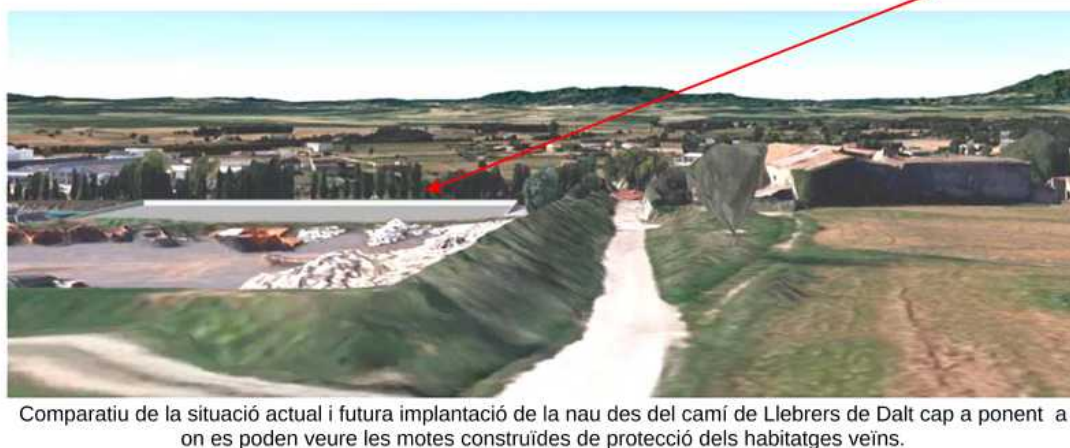 Comparatiu de la situació actual i futura implantació de la nau des del camí de Llebrers de Dalt cap a ponent  a
on es poden veure les motes construïdes de protecció dels habitatges veïns.